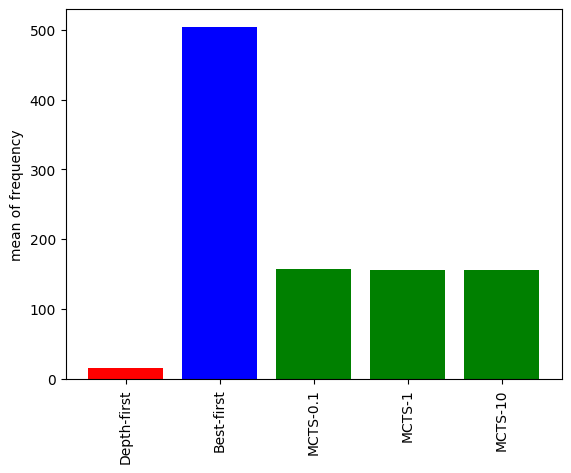 mean of frequency
500
400
300
200
100
0
Depth-first
Best-first
MCTS-0.1
MCTS-1
MCTS-10